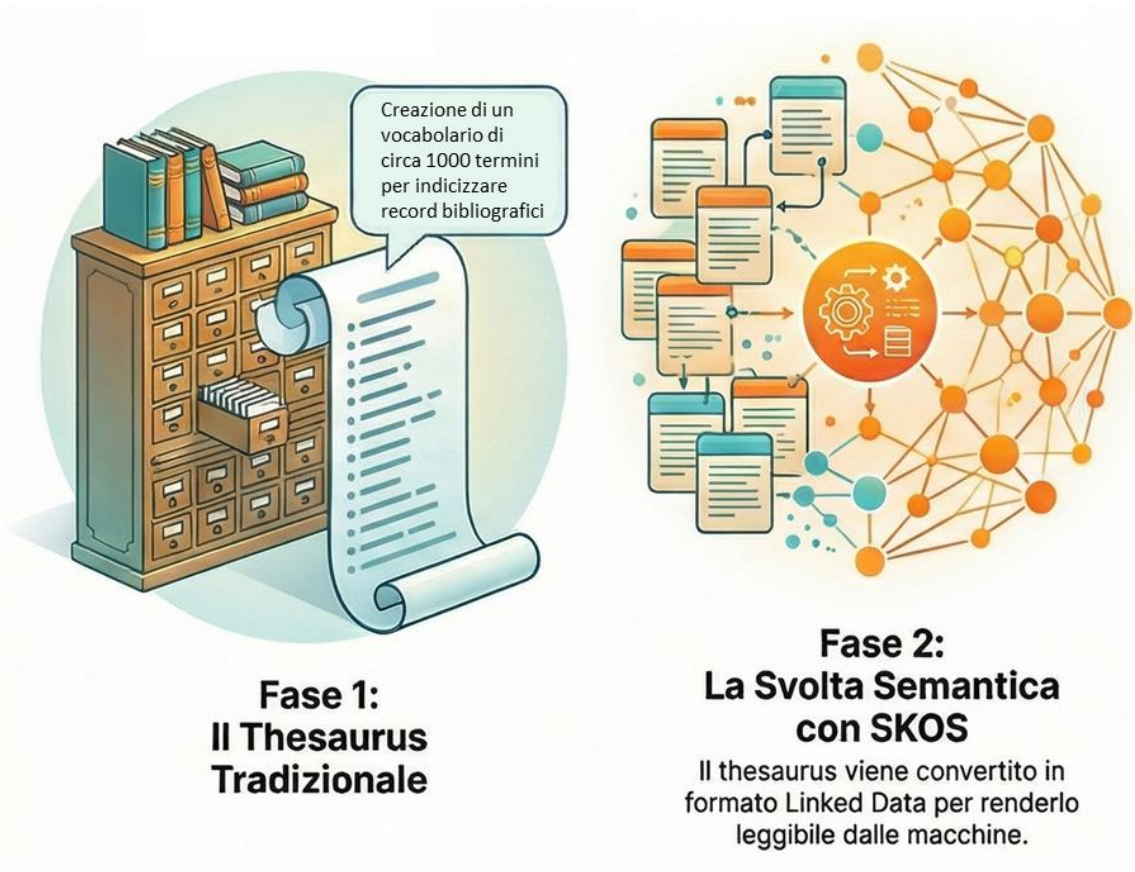 Creazione di un
vocabolario di
circa 1000 termini
per indicizzare
record bibliografici
Fase 1:
Il Thesaurus
Tradizionale
Fase 2:
La Svolta Semantica
con SKOS
Il thesaurus viene convertito in
formato Linked Data per renderlo
leggibile dalle macchine.